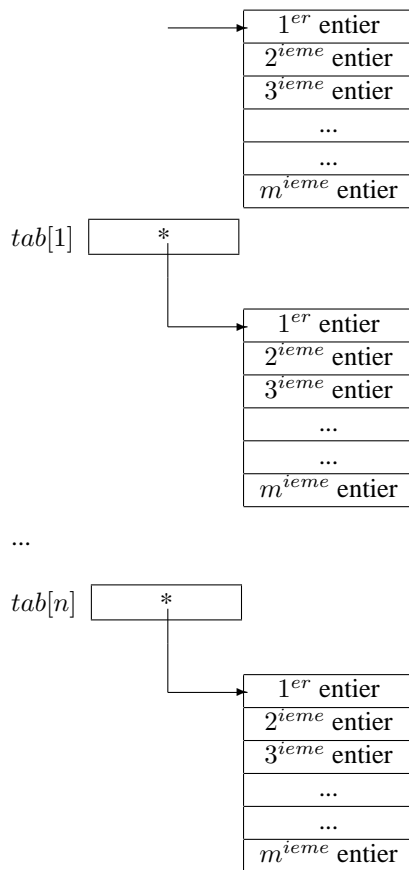 1^{er} entier
2^{ieme} entier
3^{ieme} entier
...
...
m^{ieme} entier
tab[1] *
1^{er} entier
2^{ieme} entier
3^{ieme} entier
...
...
m^{ieme} entier
...
tab[n] *
1^{er} entier
2^{ieme} entier
3^{ieme} entier
...
...
m^{ieme} entier